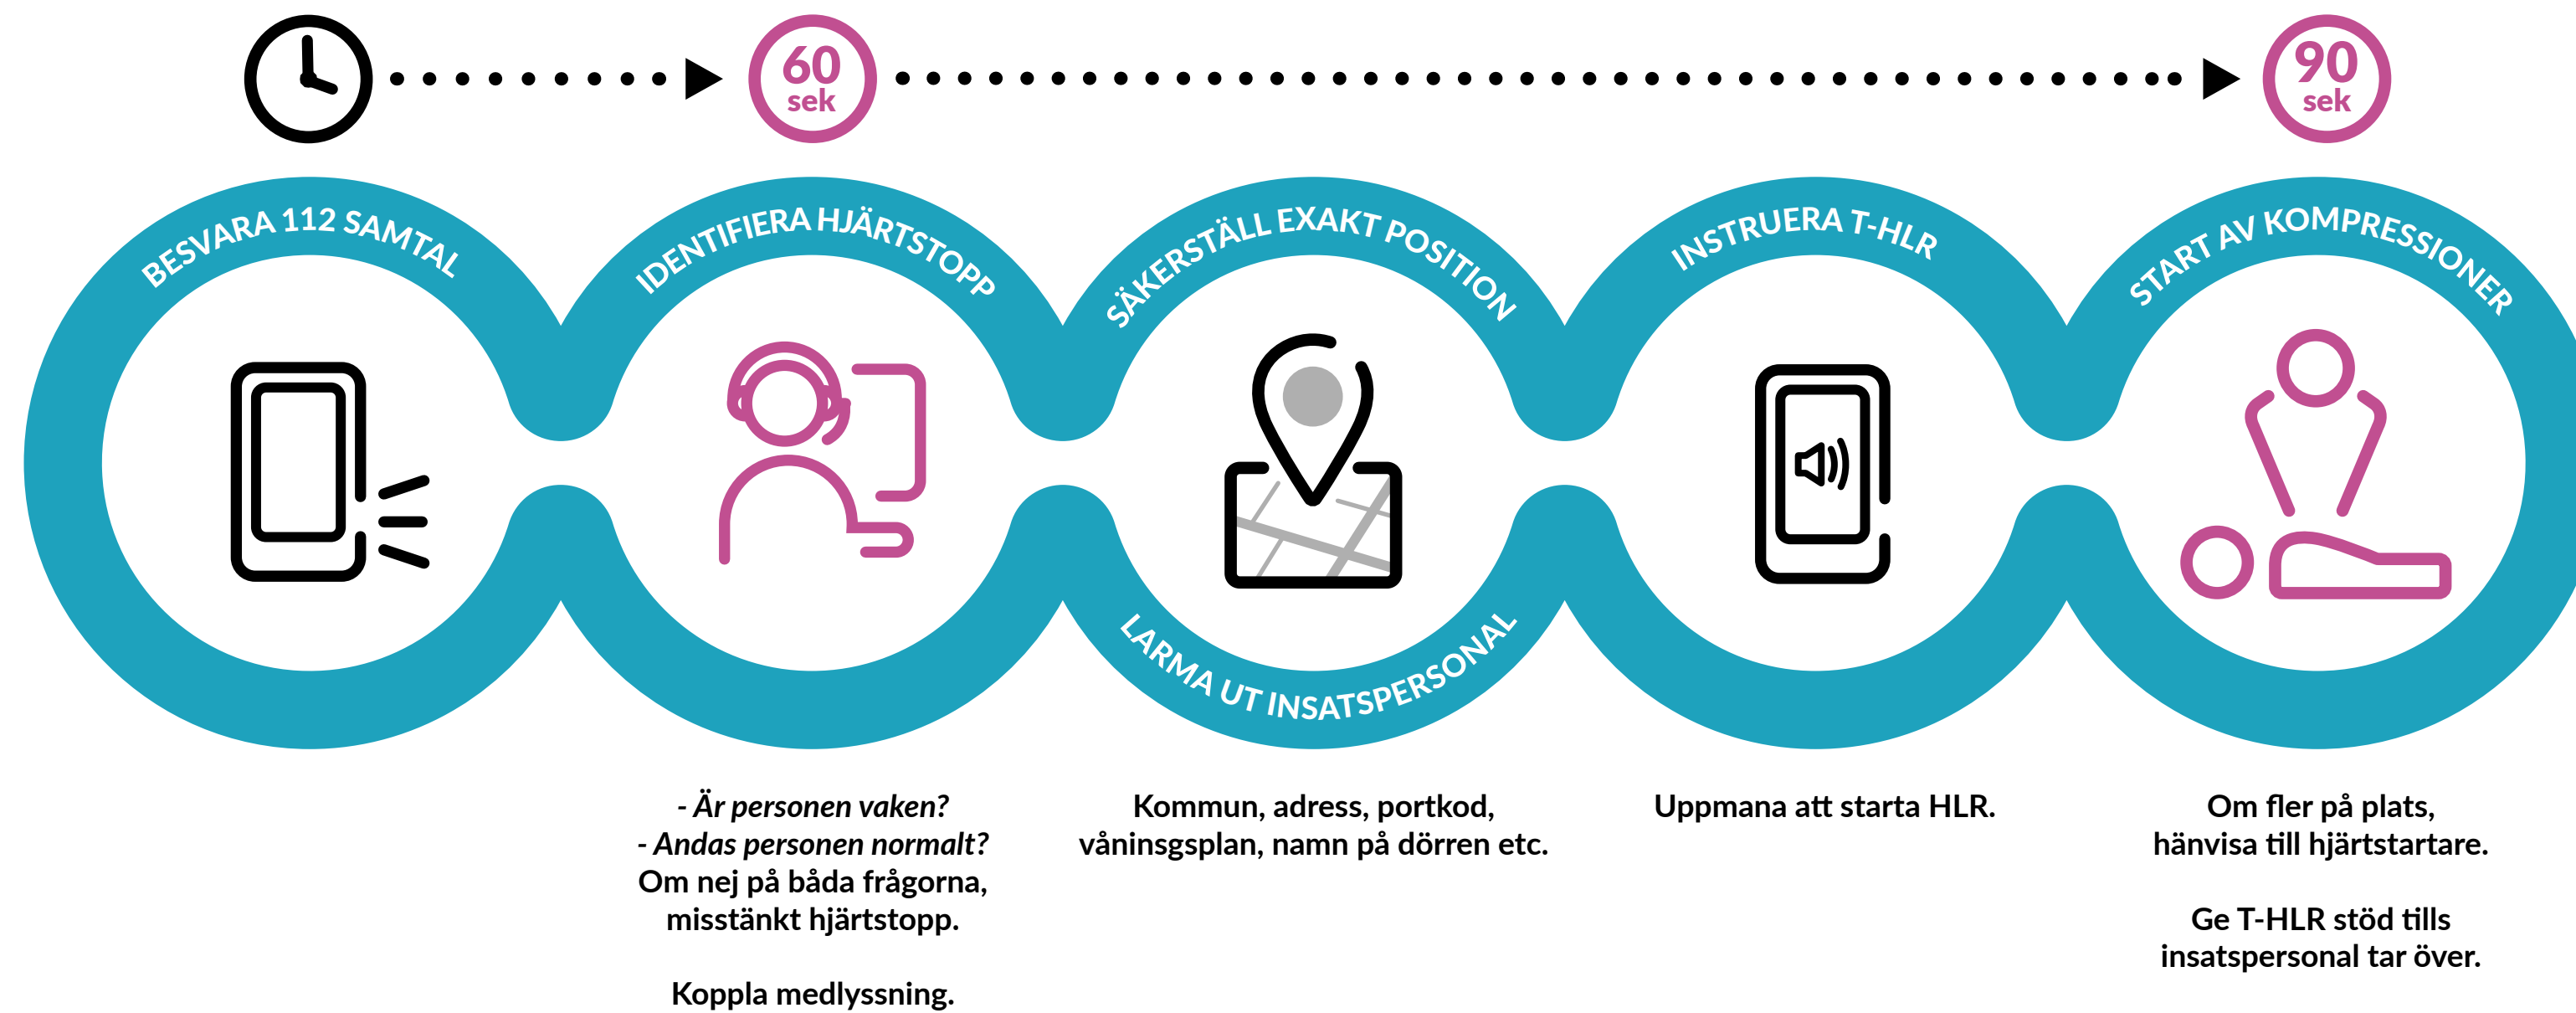 60
sek
90
sek
BESVARA 112 SAMTAL
IDENTIFIERA HJÄRTSTOPP
SÄKERSTÄLL EXAKT POSITION
INSTRUERA T-HLR
START AV KOMPRESSIONER
LARMA UT INSATSPERSONAL
- Är personen vaken?
- Andas personen normalt?
Om nej på båda frågorna,
misstänkt hjärtstopp.
Koppla medlyssning.
Kommun, adress, portkod,
våninsgsplan, namn på dörren etc.
Uppmana att starta HLR.
Om fler på plats,
hänvisa till hjärtstartare.
Ge T-HLR stöd tills
insatspersonal tar över.